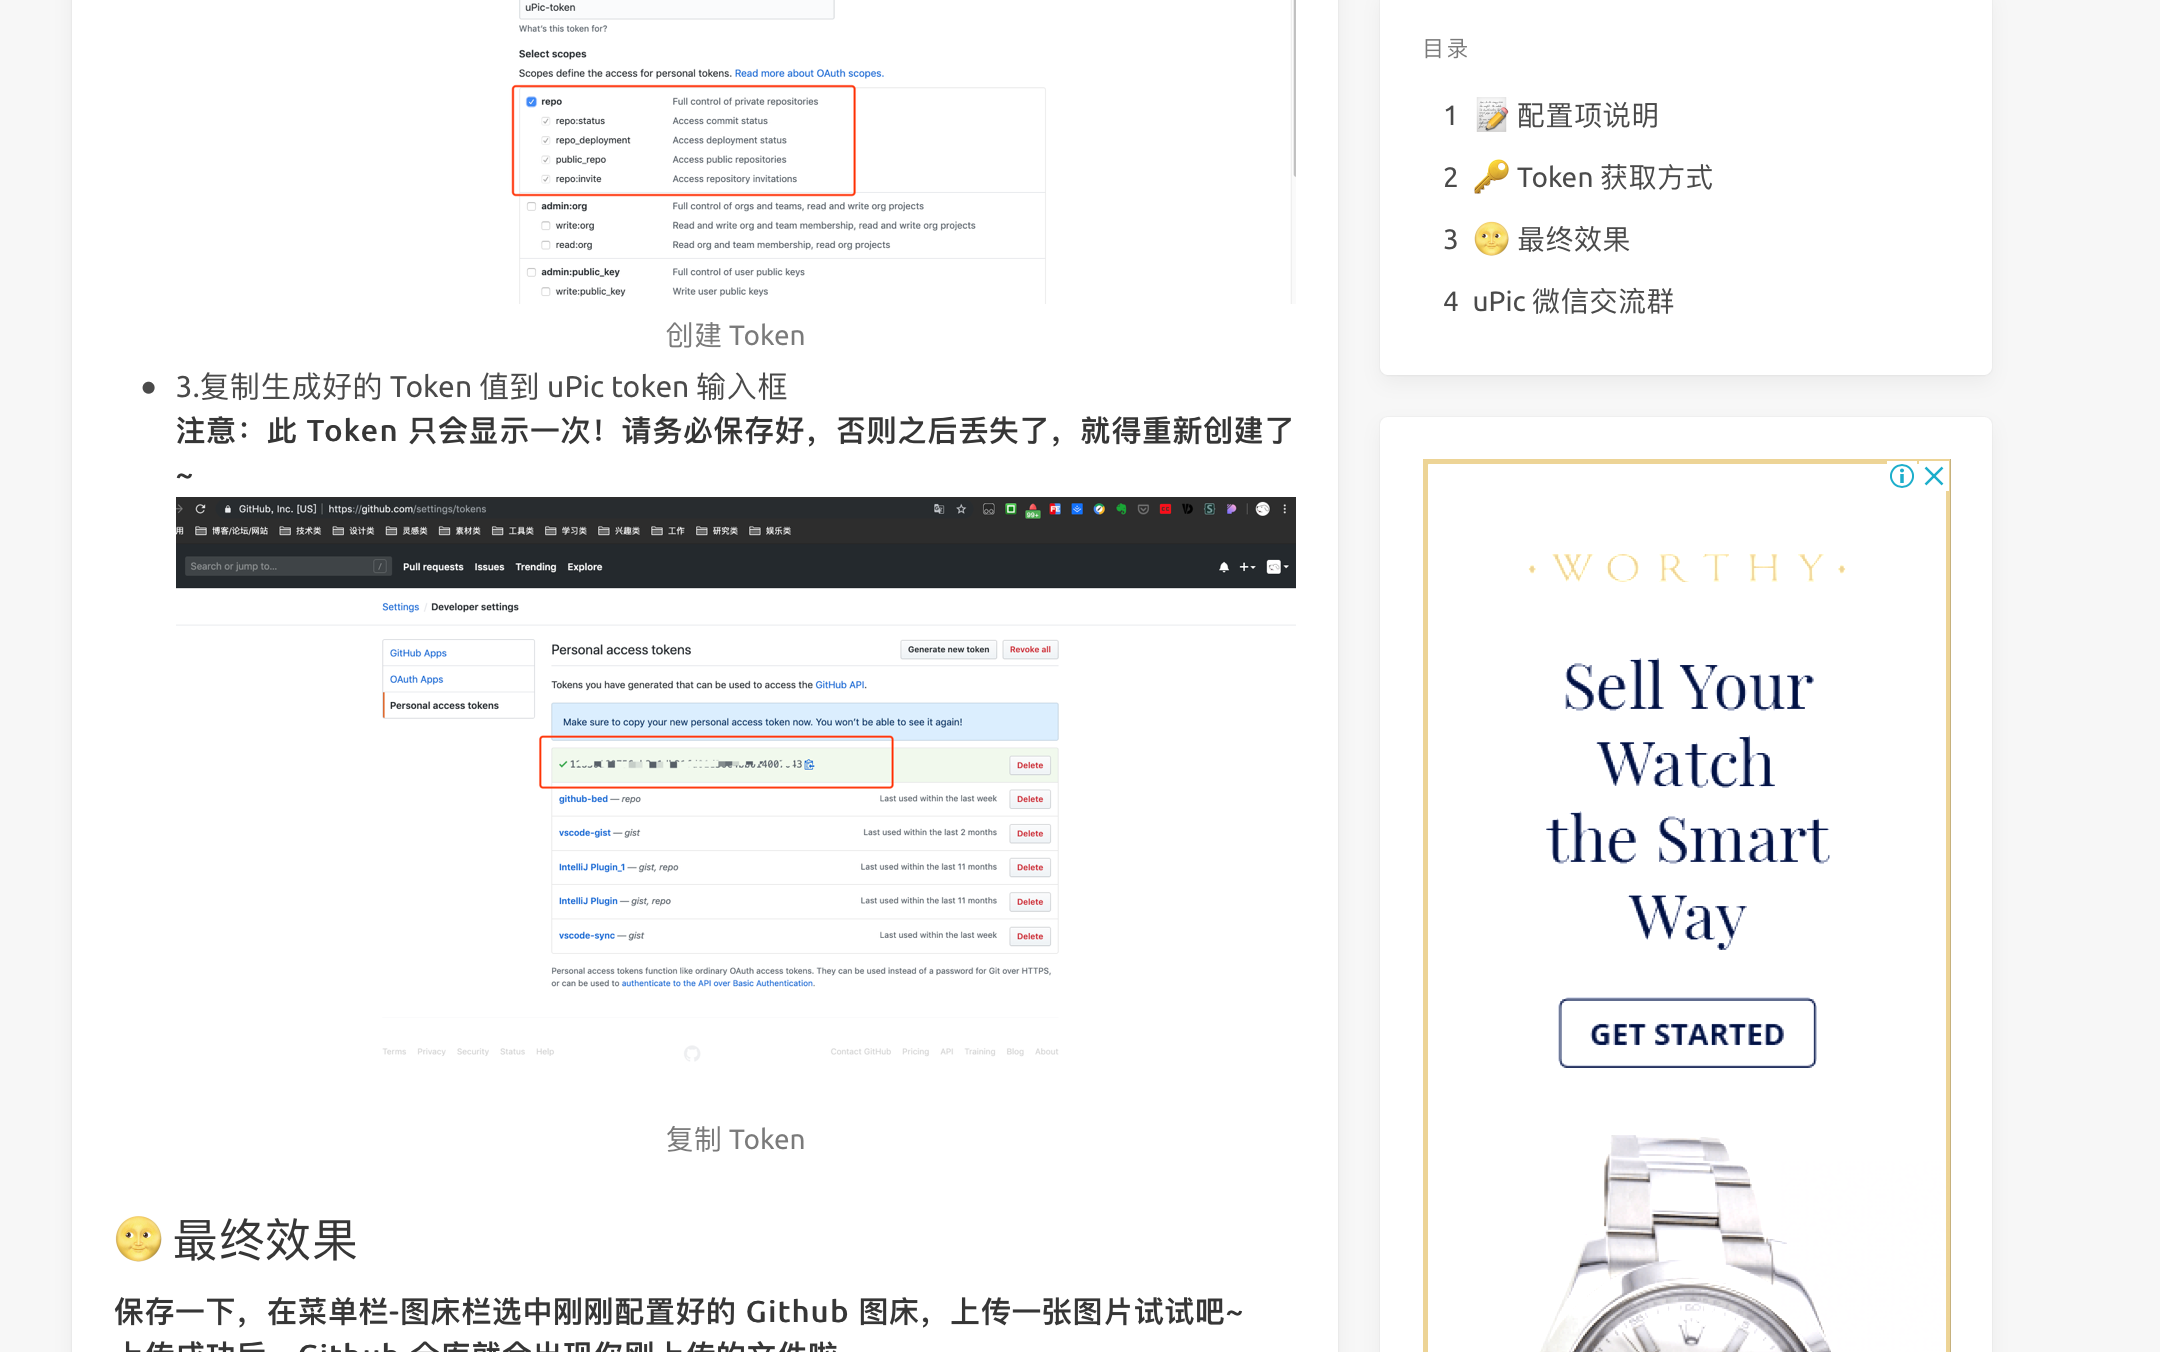 uPic-token
What's this token for?
Select scopes
Scopes define the access for personal tokens. Read more about OAuth scopes.
repo Full control of private repositories
repo:status Access commit status
repo_deployment Access deployment status
public_repo Access public repositories
repo:invite Access repository invitations
admin:org Full control of orgs and teams, read and write org projects
write:org Read and write org and team membership, read and write org projects
read:org Read org and team membership, read org projects
admin:public_key Full control of user public keys
write:public_key Write user public keys
创建 Token
3.复制生成好的 Token 值到 uPic token 输入框
注意：此 Token 只会显示一次！请务必保存好，否则之后丢失了，就得重新创建了
~
GitHub, Inc. [US] | https://github.com/settings/tokens
用 博客/论坛/网站 技术类 设计类 灵感类 素材类 工具类 学习类 兴趣类 工作 研究类 娱乐类
Search or jump to... / Pull requests Issues Trending Explore
Settings / Developer settings
GitHub Apps
OAuth Apps
Personal access tokens
Personal access tokens Generate new token Revoke all
Tokens you have generated that can be used to access the GitHub API.
Make sure to copy your new personal access token now. You won't be able to see it again!
Delete
github-bed — repo Last used within the last week Delete
vscode-gist — gist Last used within the last 2 months Delete
IntelliJ Plugin_1 — gist, repo Last used within the last 11 months Delete
IntelliJ Plugin — gist, repo Last used within the last 11 months Delete
vscode-sync — gist Last used within the last week Delete
Personal access tokens function like ordinary OAuth access tokens. They can be used instead of a password for Git over HTTPS,
or can be used to authenticate to the API over Basic Authentication.
Terms Privacy Security Status Help Contact GitHub Pricing API Training Blog About
复制 Token
🌝 最终效果
保存一下，在菜单栏-图床栏选中刚刚配置好的 Github 图床，上传一张图片试试吧~
上传成功后，Github 仓库就会出现你刚上传的文件啦
目录
1 📝 配置项说明
2 🔑 Token 获取方式
3 🌝 最终效果
4 uPic 微信交流群
WORTHY
Sell Your
Watch
the Smart
Way
GET STARTED